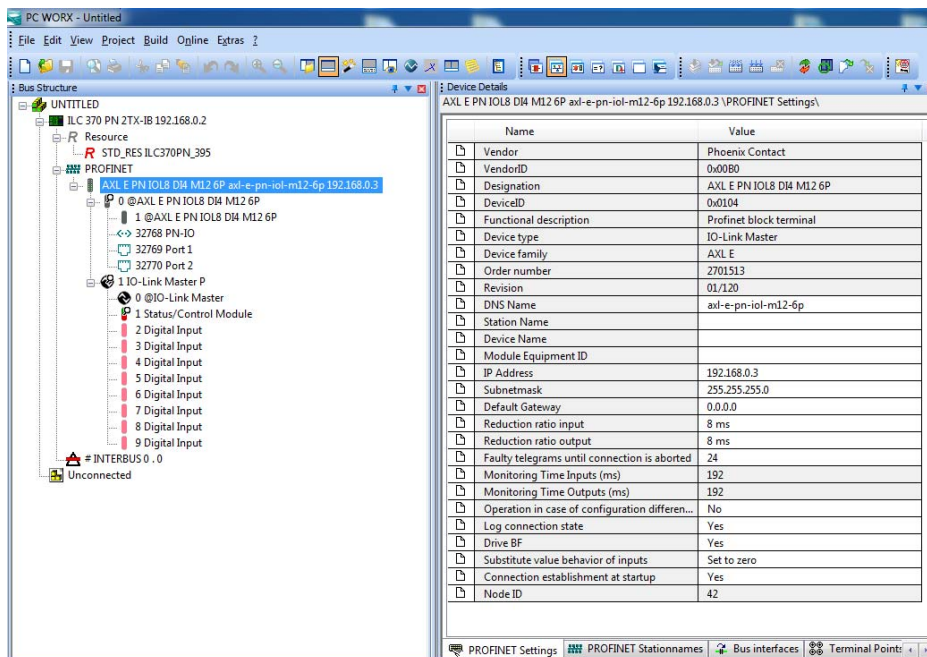 PC WORX - Untitled
File Edit View Project Build Online Extras ?
Bus Structure
UNTITLED
ILC 370 PN 2TX-IB 192.168.0.2
R Resource
R STD_RES ILC370PN_395
PROFINET
AXL E PN IOL8 DI4 M12 6P axl-e-pn-iol-m12-6p 192.168.0.3
0 @AXL E PN IOL8 DI4 M12 6P
1 @AXL E PN IOL8 DI4 M12 6P
32768 PN-IO
32769 Port 1
32770 Port 2
1 IO-Link Master P
0 @IO-Link Master
1 Status/Control Module
2 Digital Input
3 Digital Input
4 Digital Input
5 Digital Input
6 Digital Input
7 Digital Input
8 Digital Input
9 Digital Input
# INTERBUS 0 . 0
Unconnected
Device Details
AXL E PN IOL8 DI4 M12 6P axl-e-pn-iol-m12-6p 192.168.0.3 \PROFINET Settings\
Name Value
Vendor Phoenix Contact
VendorID 0x00B0
Designation AXL E PN IOL8 DI4 M12 6P
DeviceID 0x0104
Functional description Profinet block terminal
Device type IO-Link Master
Device family AXL E
Order number 2701513
Revision 01/120
DNS Name axl-e-pn-iol-m12-6p
Station Name
Device Name
Module Equipment ID
IP Address 192.168.0.3
Subnetmask 255.255.255.0
Default Gateway 0.0.0.0
Reduction ratio input 8 ms
Reduction ratio output 8 ms
Faulty telegrams until connection is aborted 24
Monitoring Time Inputs (ms) 192
Monitoring Time Outputs (ms) 192
Operation in case of configuration differen... No
Log connection state Yes
Drive BF Yes
Substitute value behavior of inputs Set to zero
Connection establishment at startup Yes
Node ID 42
PROFINET Settings PROFINET Stationnames Bus interfaces Terminal Points